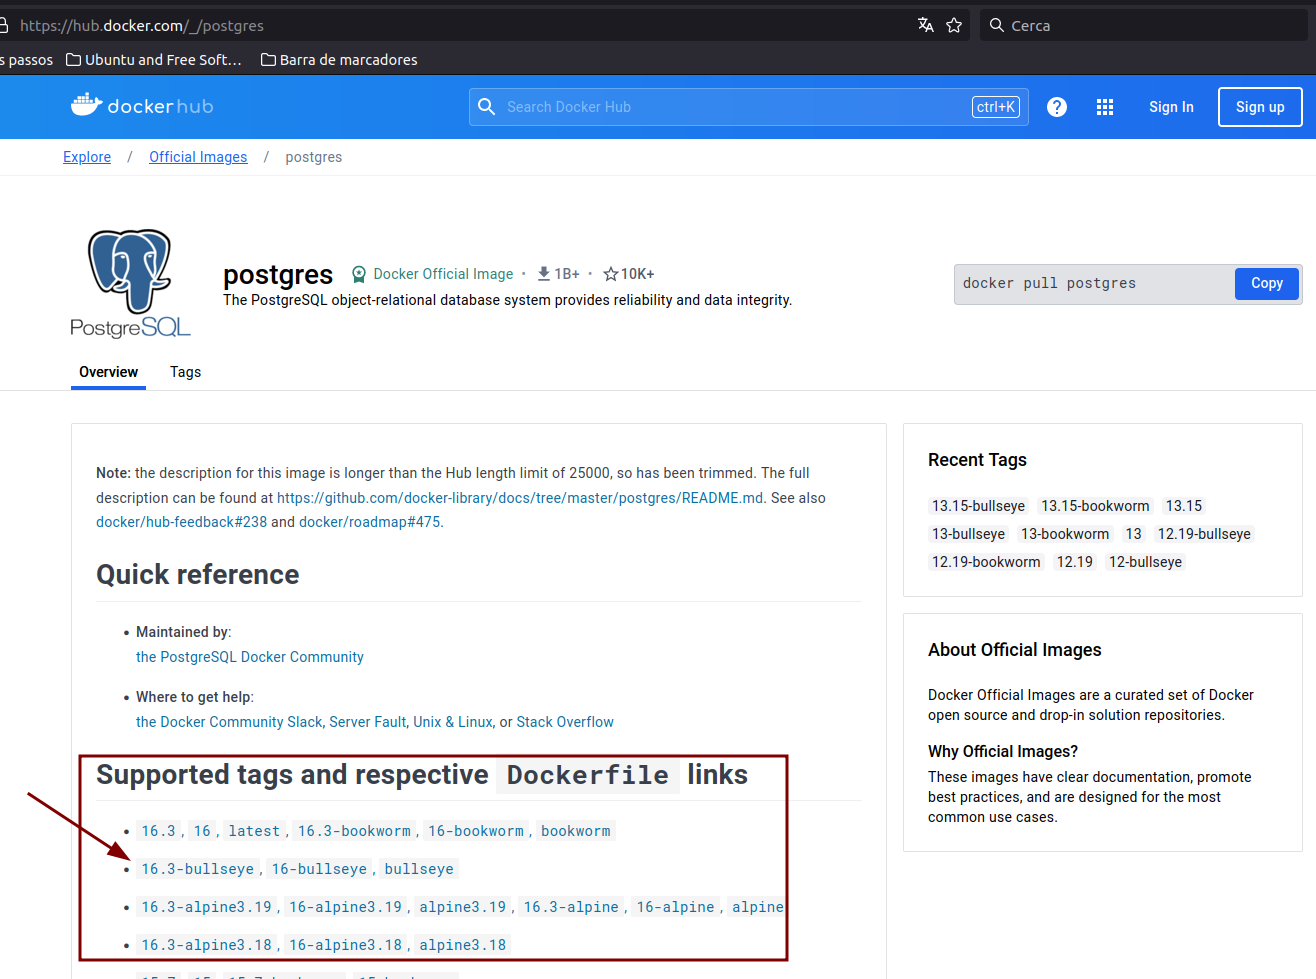 https://hub.docker.com/_/postgres
Cerca
s passos Ubuntu and Free Soft… Barra de marcadores
dockerhub Search Docker Hub ctrl+K Sign In Sign up
Explore / Official Images / postgres
postgres Docker Official Image · 1B+ · 10K+
The PostgreSQL object-relational database system provides reliability and data integrity.
docker pull postgres Copy
PostgreSQL
Overview Tags
Note: the description for this image is longer than the Hub length limit of 25000, so has been trimmed. The full
description can be found at https://github.com/docker-library/docs/tree/master/postgres/README.md. See also
docker/hub-feedback#238 and docker/roadmap#475.
Quick reference
• Maintained by:
the PostgreSQL Docker Community
• Where to get help:
the Docker Community Slack, Server Fault, Unix & Linux, or Stack Overflow
Supported tags and respective Dockerfile links
• 16.3, 16, latest, 16.3-bookworm, 16-bookworm, bookworm
• 16.3-bullseye, 16-bullseye, bullseye
• 16.3-alpine3.19, 16-alpine3.19, alpine3.19, 16.3-alpine, 16-alpine, alpine
• 16.3-alpine3.18, 16-alpine3.18, alpine3.18
Recent Tags
13.15-bullseye 13.15-bookworm 13.15
13-bullseye 13-bookworm 13 12.19-bullseye
12.19-bookworm 12.19 12-bullseye
About Official Images
Docker Official Images are a curated set of Docker
open source and drop-in solution repositories.
Why Official Images?
These images have clear documentation, promote
best practices, and are designed for the most
common use cases.